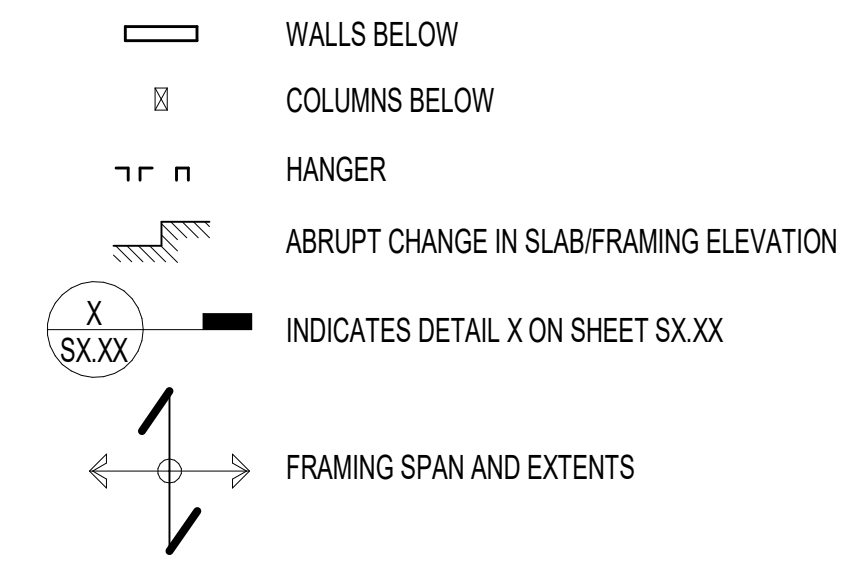 WALLS BELOW
COLUMNS BELOW
HANGER
ABRUPT CHANGE IN SLAB/FRAMING ELEVATION
X
SX.XX
INDICATES DETAIL X ON SHEET SX.XX
FRAMING SPAN AND EXTENTS